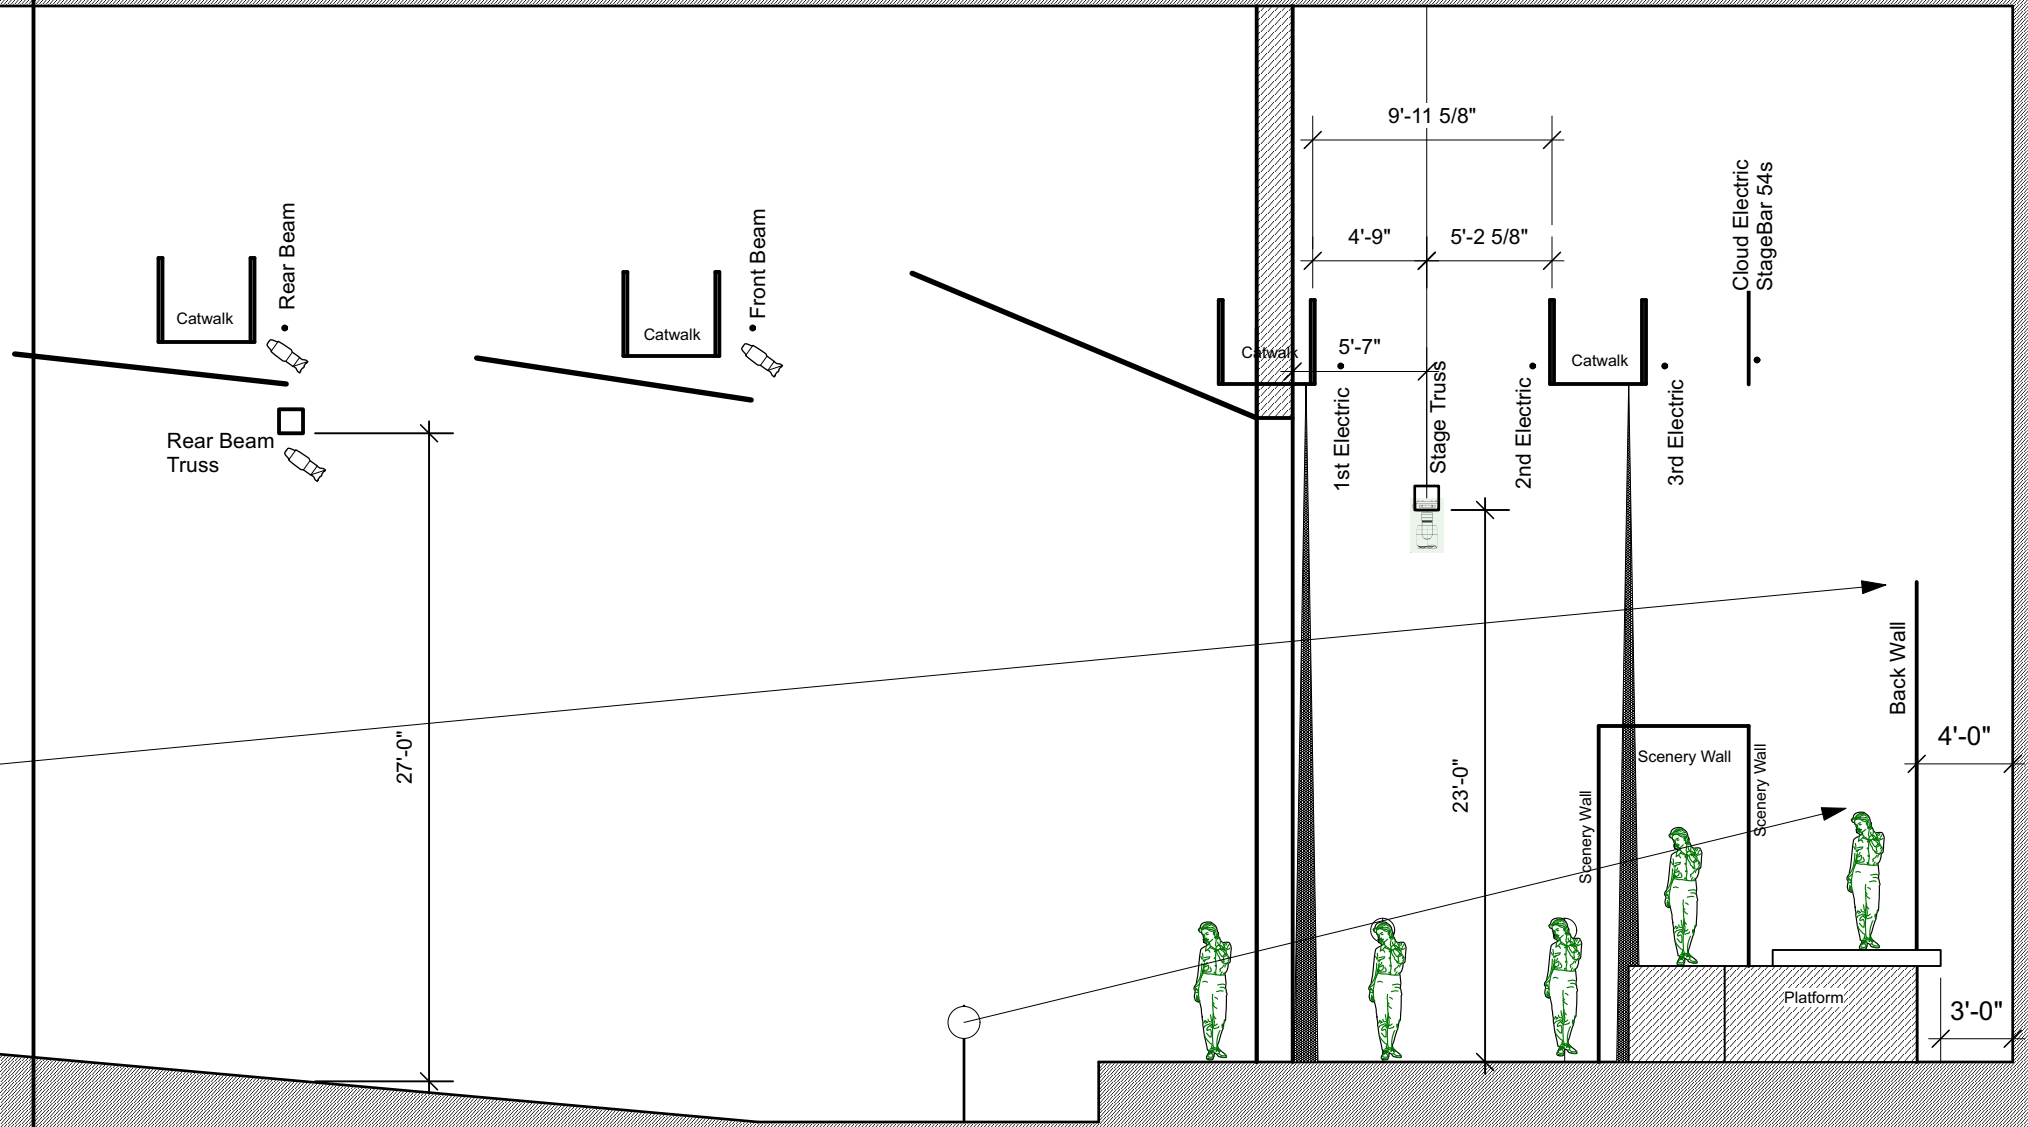 9'-11 5/8"
4'-9"
5'-2 5/8"
Cloud Electric
StageBar 54s
Rear Beam
Front Beam
Catwalk
Catwalk
Catwalk
Catwalk
5'-7"
1st Electric
Stage Truss
2nd Electric
3rd Electric
Rear Beam
Truss
27'-0"
23'-0"
Back Wall
4'-0"
Scenery Wall
Scenery Wall
Scenery Wall
Platform
3'-0"